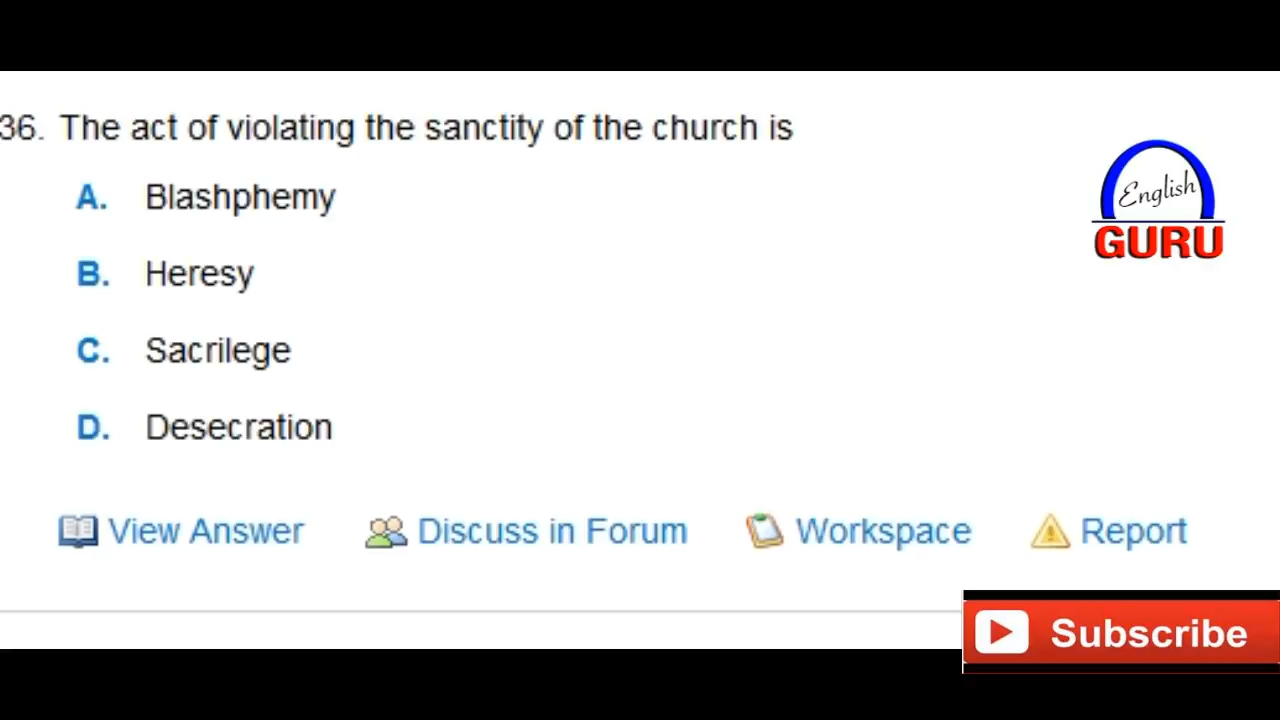 36. The act of violating the sanctity of the church is
A. Blashphemy
B. Heresy
C. Sacrilege
D. Desecration
English
GURU
View Answer Discuss in Forum Workspace Report
Subscribe